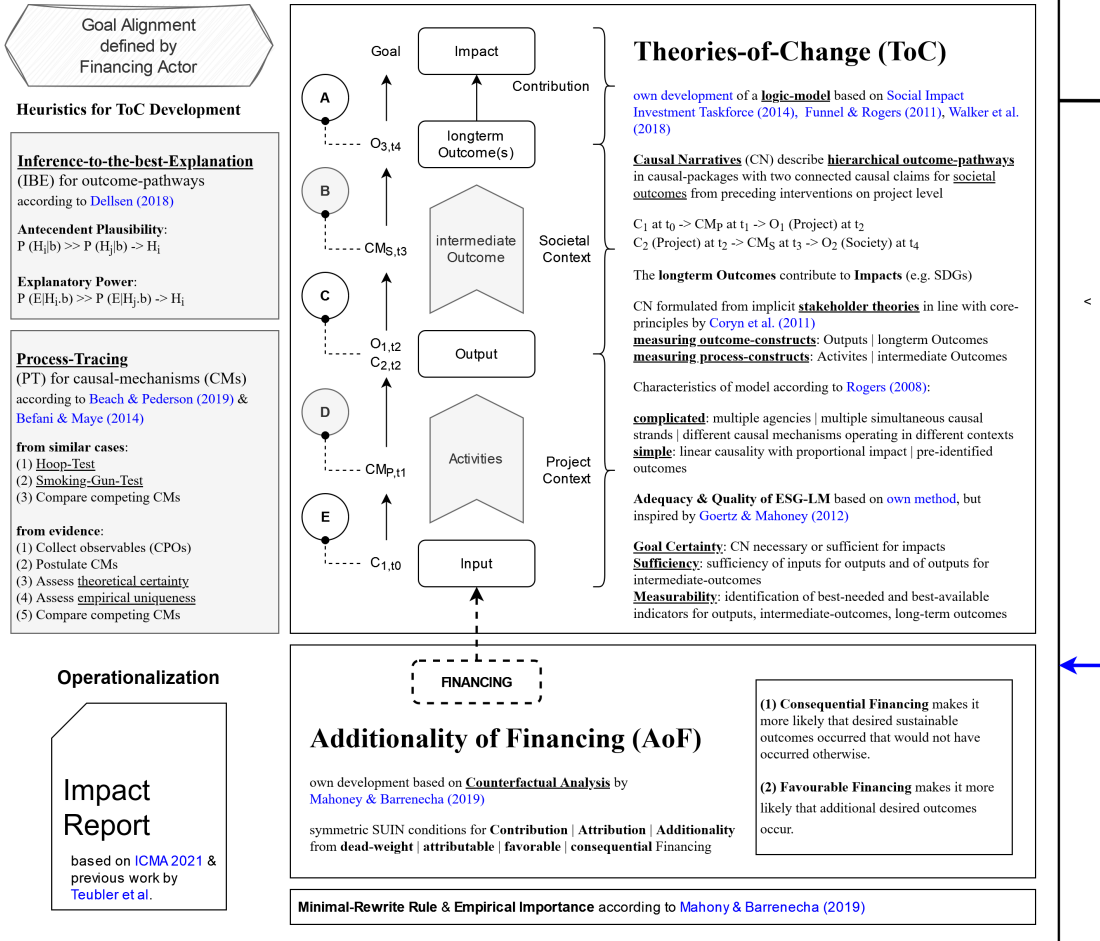 Goal Alignment
defined by
Financing Actor
Heuristics for ToC Development
Inference-to-the-best-Explanation
(IBE) for outcome-pathways
according to Dellsen (2018)
Antecendent Plausibility:
P (Hi|b) >> P (Hj|b) -> Hi
Explanatory Power:
P (E|Hi.b) >> P (E|Hj.b) -> Hi
Process-Tracing
(PT) for causal-mechanisms (CMs)
according to Beach & Pederson (2019) &
Befani & Maye (2014)
from similar cases:
(1) Hoop-Test
(2) Smoking-Gun-Test
(3) Compare competing CMs
from evidence:
(1) Collect observables (CPOs)
(2) Postulate CMs
(3) Assess theoretical certainty
(4) Assess empirical uniqueness
(5) Compare competing CMs
Operationalization
Impact
Report
based on ICMA 2021 &
previous work by
Teubler et al.
Goal
Impact
Contribution
A
O3,t4
longterm
Outcome(s)
B
CMS,t3
intermediate
Outcome
Societal
Context
C
O1,t2
C2,t2
Output
D
CMP,t1
Activities
Project
Context
E
C1,t0
Input
FINANCING
Theories-of-Change (ToC)
own development of a logic-model based on Social Impact
Investment Taskforce (2014), Funnel & Rogers (2011), Walker et al.
(2018)
Causal Narratives (CN) describe hierarchical outcome-pathways
in causal-packages with two connected causal claims for societal
outcomes from preceding interventions on project level
C1 at t0 -> CMP at t1 -> O1 (Project) at t2
C2 (Project) at t2 -> CMS at t3 -> O2 (Society) at t4
The longterm Outcomes contribute to Impacts (e.g. SDGs)
CN formulated from implicit stakeholder theories in line with core-
principles by Coryn et al. (2011)
measuring outcome-constructs: Outputs | longterm Outcomes
measuring process-constructs: Activites | intermediate Outcomes
Characteristics of model according to Rogers (2008):
complicated: multiple agencies | multiple simultaneous causal
strands | different causal mechanisms operating in different contexts
simple: linear causality with proportional impact | pre-identified
outcomes
Adequacy & Quality of ESG-LM based on own method, but
inspired by Goertz & Mahoney (2012)
Goal Certainty: CN necessary or sufficient for impacts
Sufficiency: sufficiency of inputs for outputs and of outputs for
intermediate-outcomes
Measurability: identification of best-needed and best-available
indicators for outputs, intermediate-outcomes, long-term outcomes
Additionality of Financing (AoF)
own development based on Counterfactual Analysis by
Mahoney & Barrenecha (2019)
symmetric SUIN conditions for Contribution | Attribution | Additionality
from dead-weight | attributable | favorable | consequential Financing
(1) Consequential Financing makes it
more likely that desired sustainable
outcomes occurred that would not have
occurred otherwise.
(2) Favourable Financing makes it more
likely that additional desired outcomes
occur.
Minimal-Rewrite Rule & Empirical Importance according to Mahony & Barrenecha (2019)
<